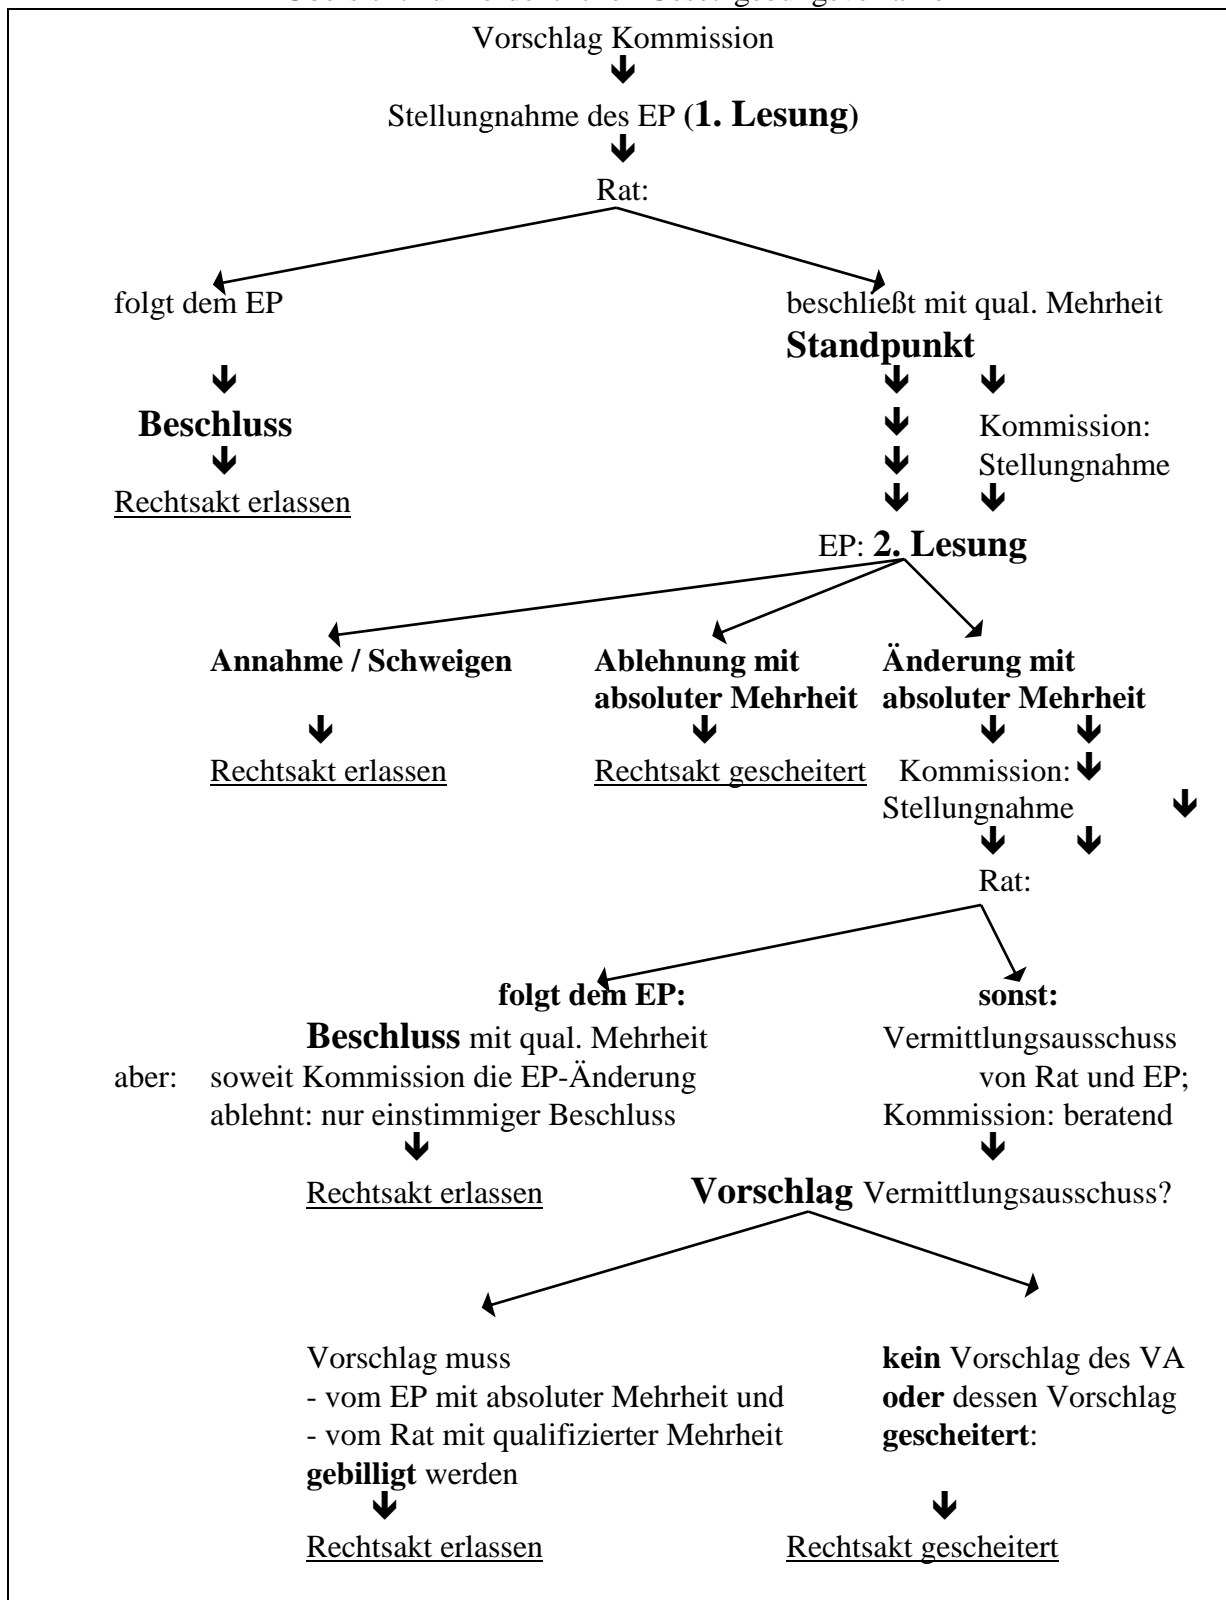 Vorschlag Kommission
Stellungnahme des EP (1. Lesung)
Rat:
folgt dem EP
Beschluss
Rechtsakt erlassen
beschließt mit qual. Mehrheit
Standpunkt
Kommission:
Stellungnahme
EP: 2. Lesung
Annahme / Schweigen
Rechtsakt erlassen
Ablehnung mit
absoluter Mehrheit
Rechtsakt gescheitert
Änderung mit
absoluter Mehrheit
Kommission:
Stellungnahme
Rat:
folgt dem EP:
Beschluss mit qual. Mehrheit
aber: soweit Kommission die EP-Änderung
ablehnt: nur einstimmiger Beschluss
Rechtsakt erlassen
sonst:
Vermittlungsausschuss
von Rat und EP;
Kommission: beratend
Vorschlag Vermittlungsausschuss?
Vorschlag muss
- vom EP mit absoluter Mehrheit und
- vom Rat mit qualifizierter Mehrheit
gebilligt werden
Rechtsakt erlassen
kein Vorschlag des VA
oder dessen Vorschlag
gescheitert:
Rechtsakt gescheitert